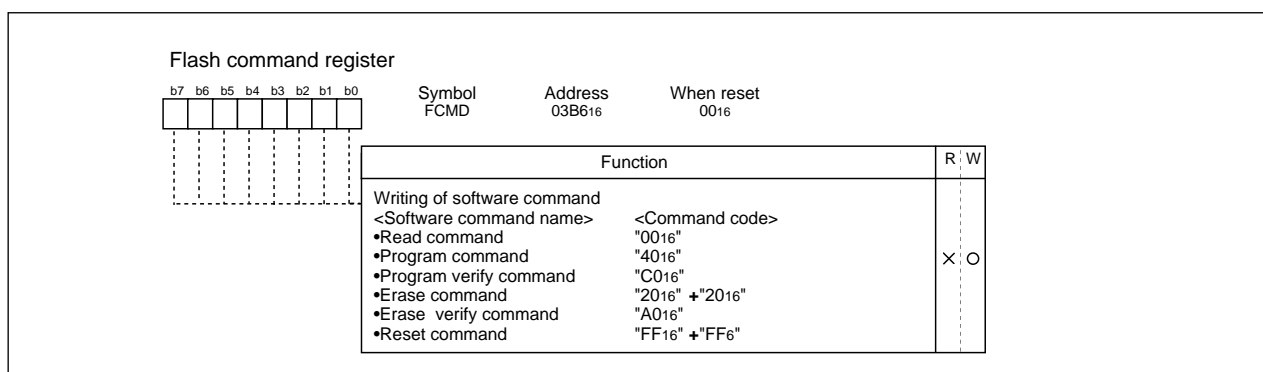 Flash command register
b7 b6 b5 b4 b3 b2 b1 b0
Symbol Address When reset
FCMD 03B616 0016
Function R W
Writing of software command
<Software command name> <Command code>
•Read command "0016"
•Program command "4016"
•Program verify command "C016"
•Erase command "2016" +"2016"
•Erase verify command "A016"
•Reset command "FF16" +"FF6"
× ○